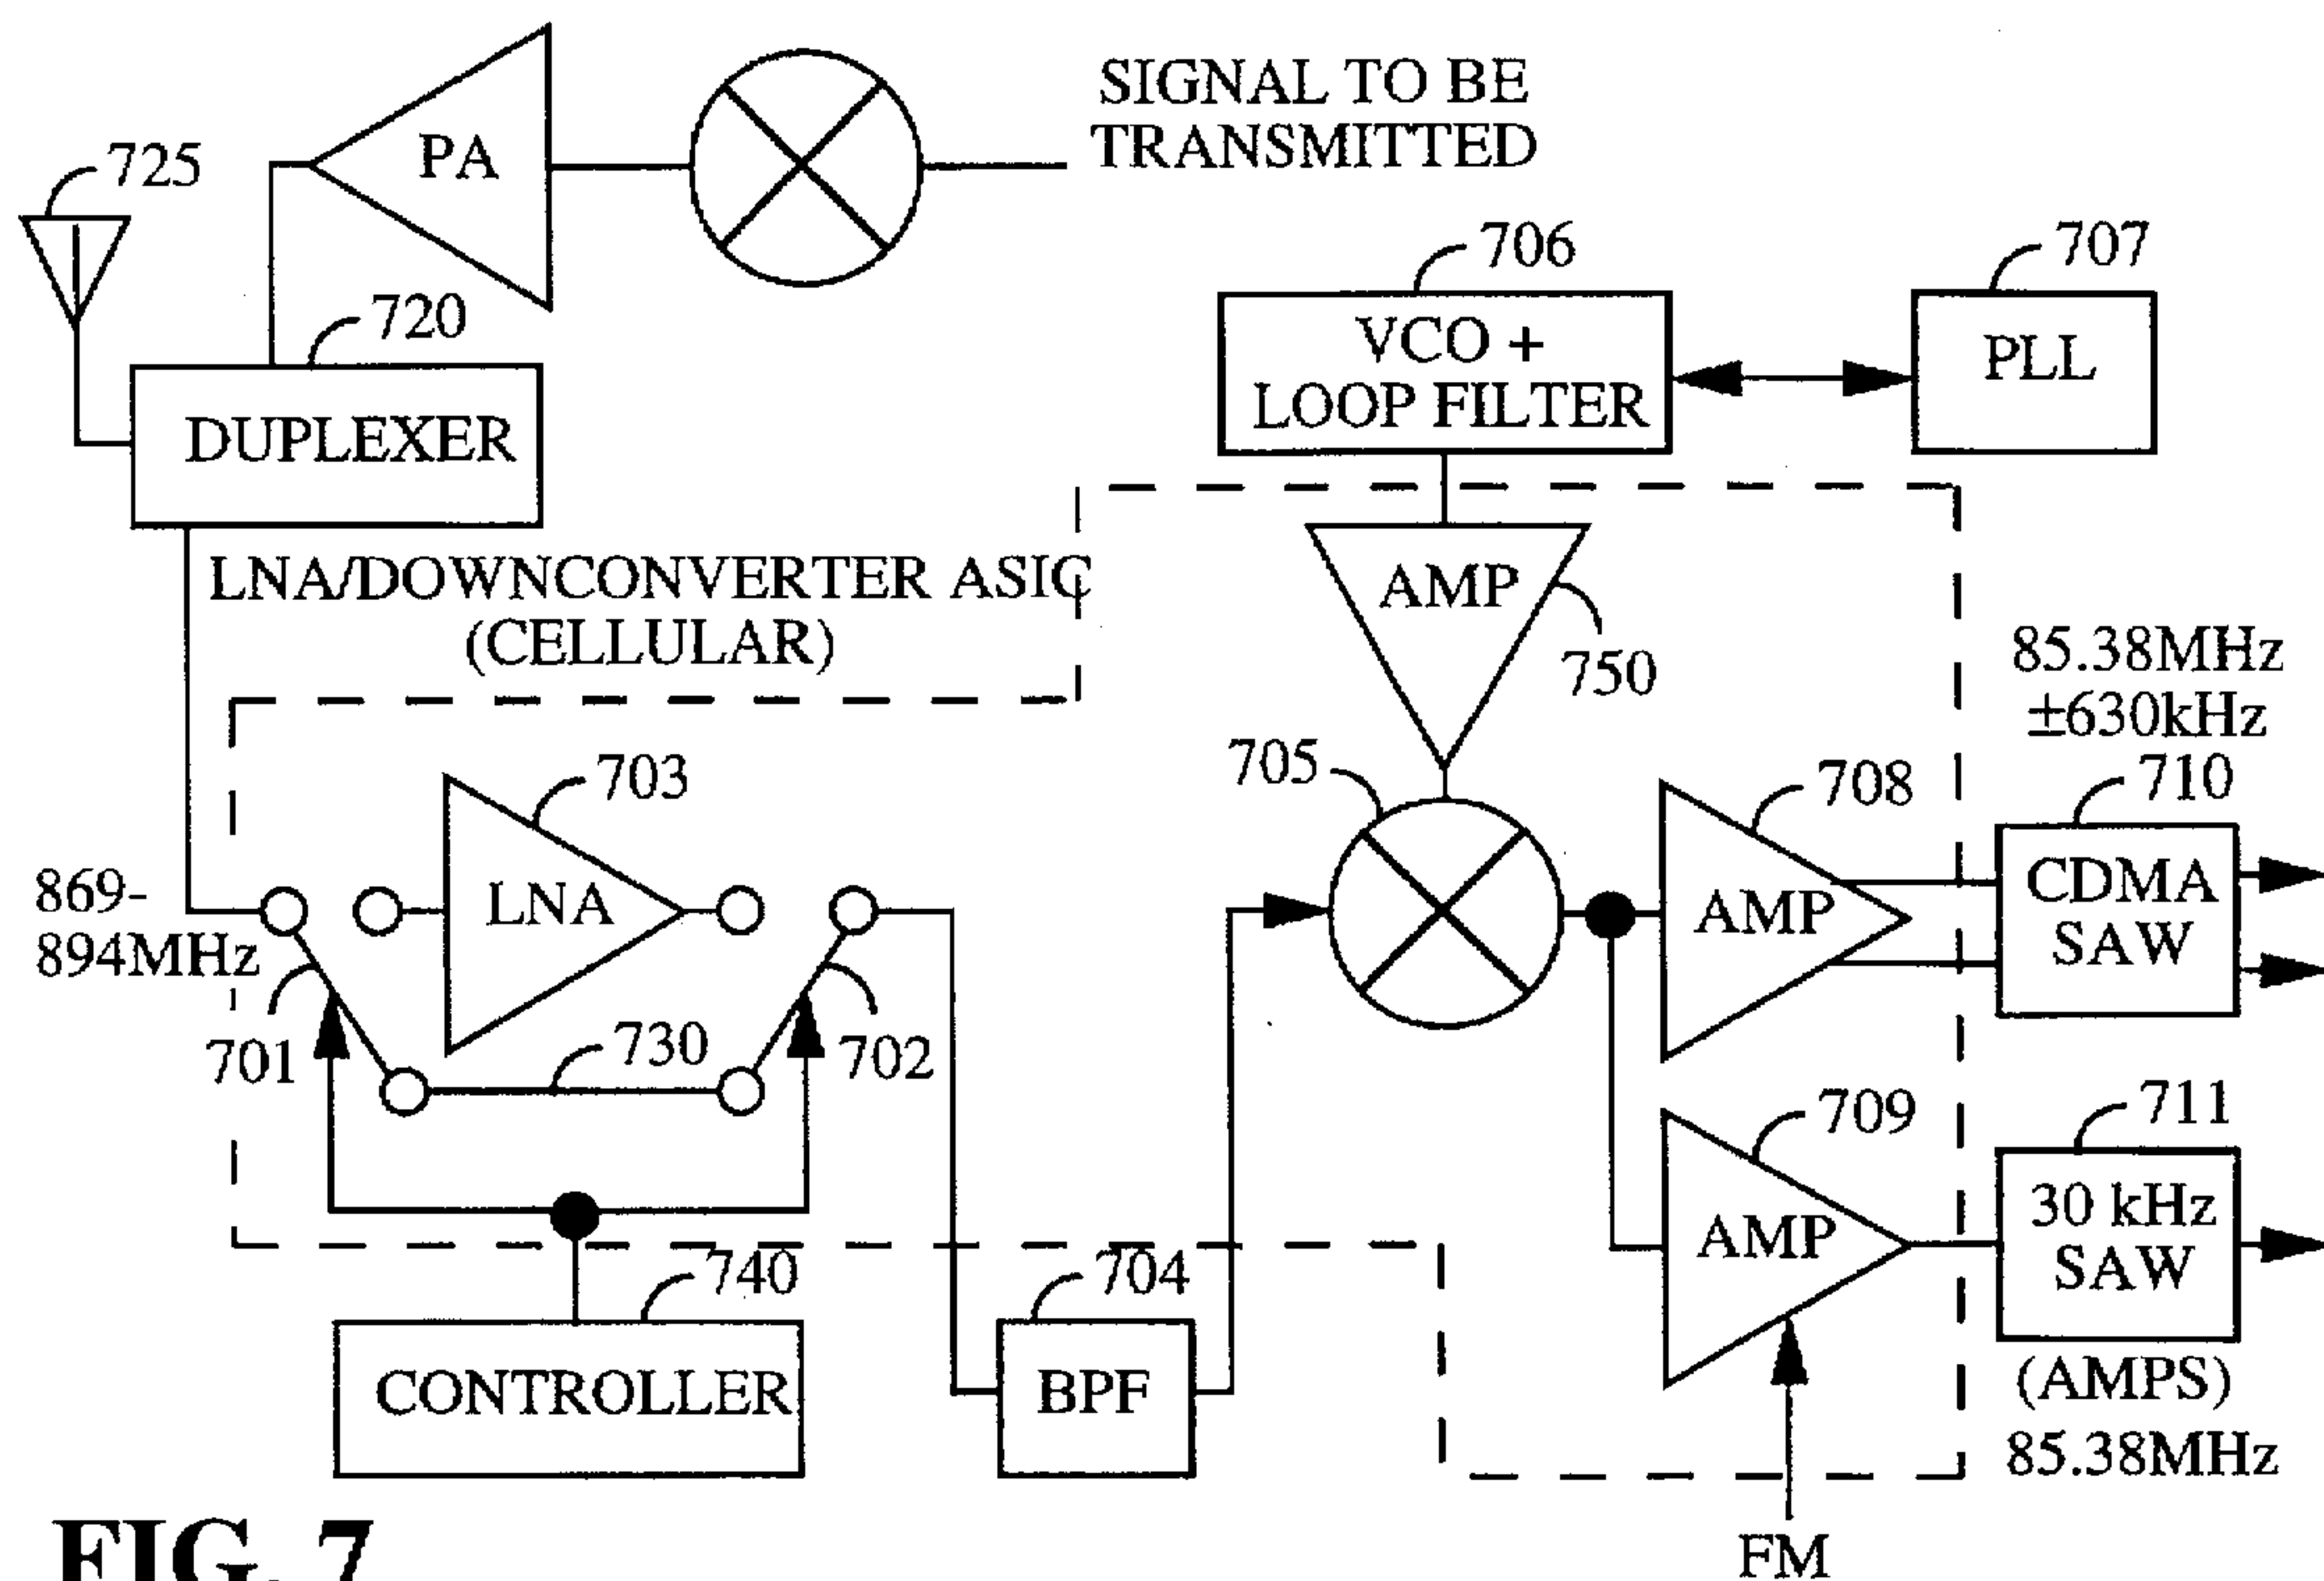 SIGNAL TO BE
TRANSMITTED
PA
725
706
707
720
VCO +
LOOP FILTER
PLL
DUPLEXER
LNA/DOWNCONVERTER ASIC
(CELLULAR)
AMP
750
85.38MHz
±630kHz
703
705
708
710
869-
894MHz
LNA
AMP
CDMA
SAW
701
730
702
709
711
AMP
30 kHz
SAW
740
704
(AMPS)
85.38MHz
CONTROLLER
BPF
FM
FIG. 7